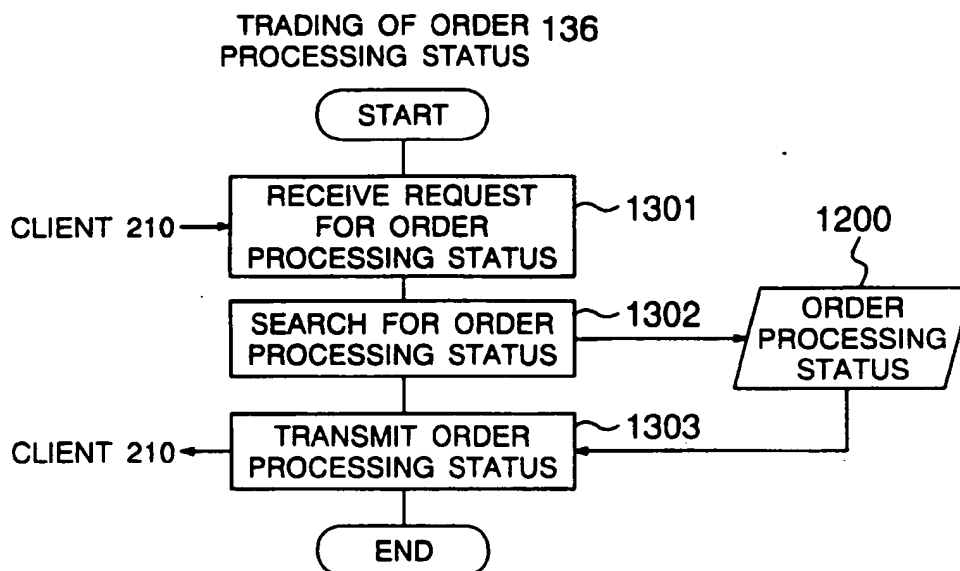 TRADING OF ORDER 136
PROCESSING STATUS
START
RECEIVE REQUEST
FOR ORDER
PROCESSING STATUS
1301
CLIENT 210
SEARCH FOR ORDER
PROCESSING STATUS
1302
1200
ORDER
PROCESSING
STATUS
TRANSMIT ORDER
PROCESSING STATUS
1303
CLIENT 210
END